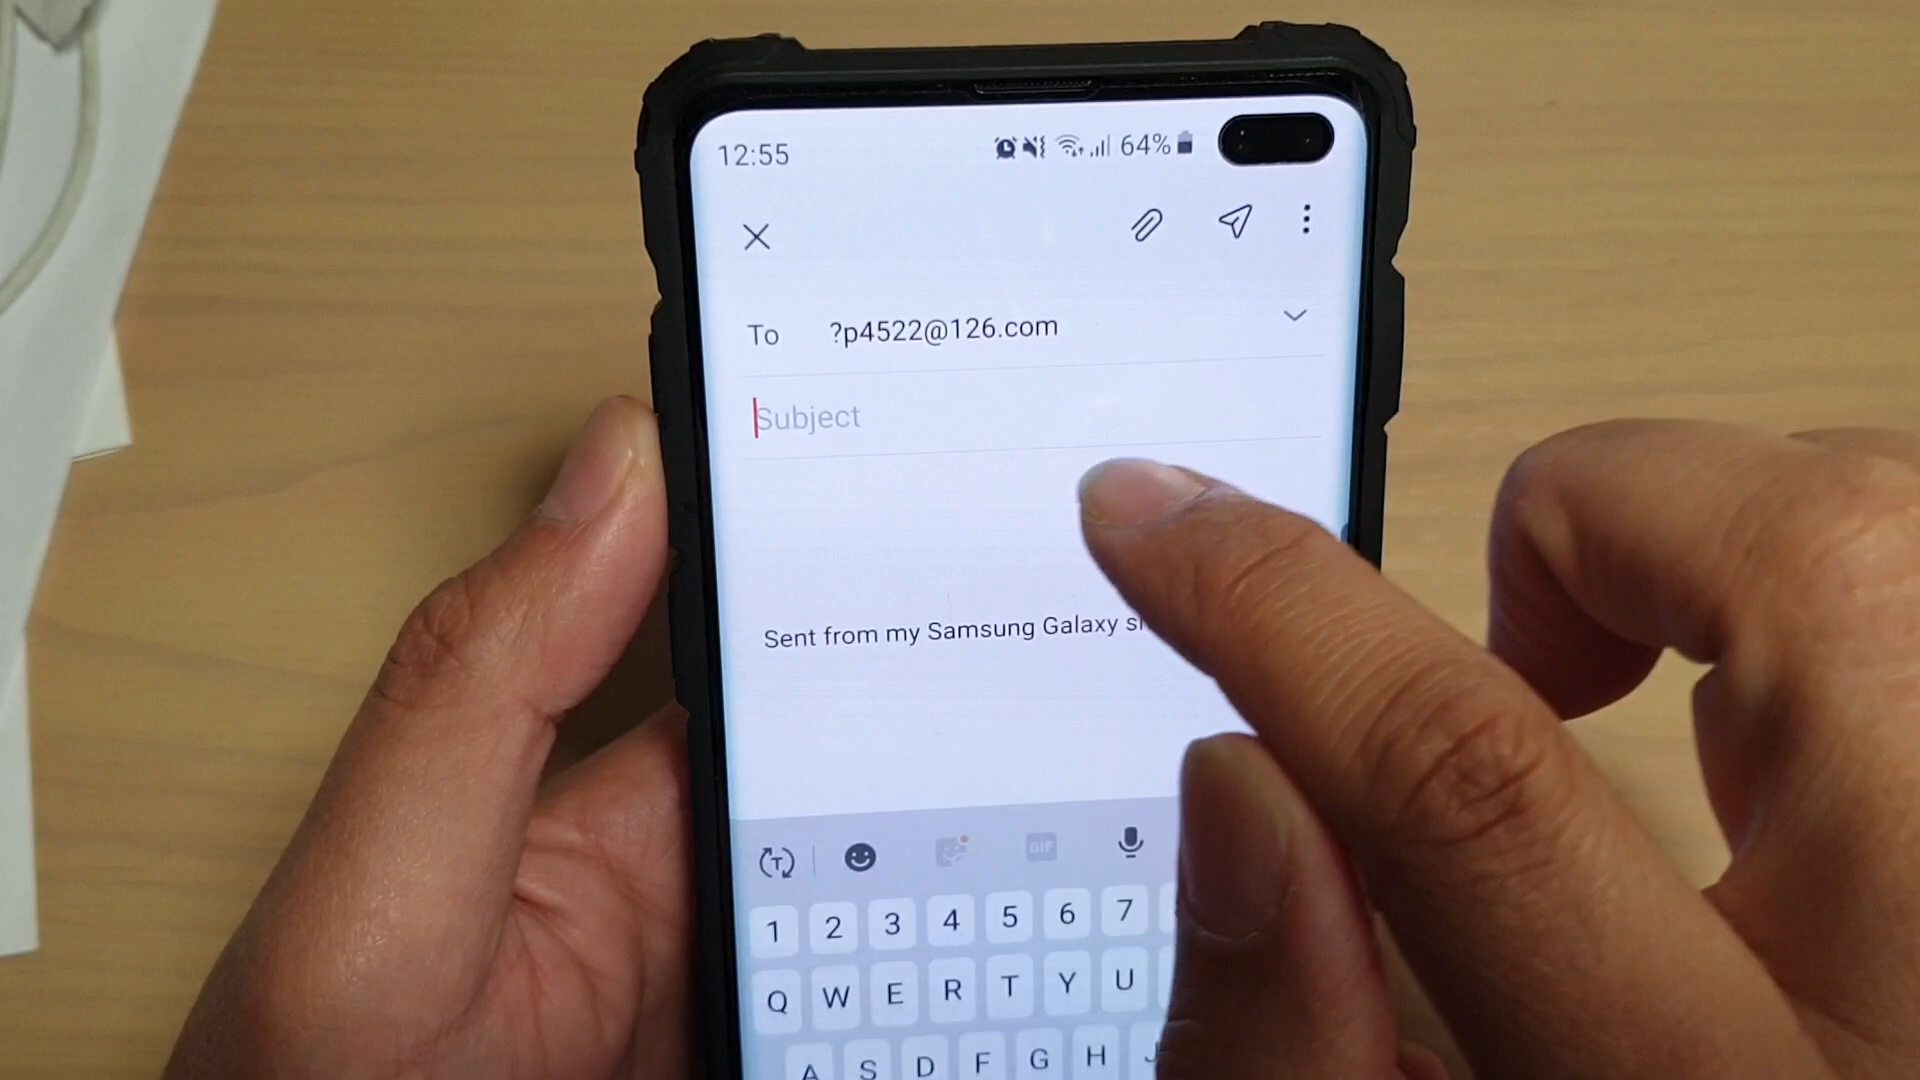 12:55 64%
To ?p4522@126.com
Subject
Sent from my Samsung Galaxy
GIF
1 2 3 4 5 6 7
Q W E R T Y U
A S D F G H J